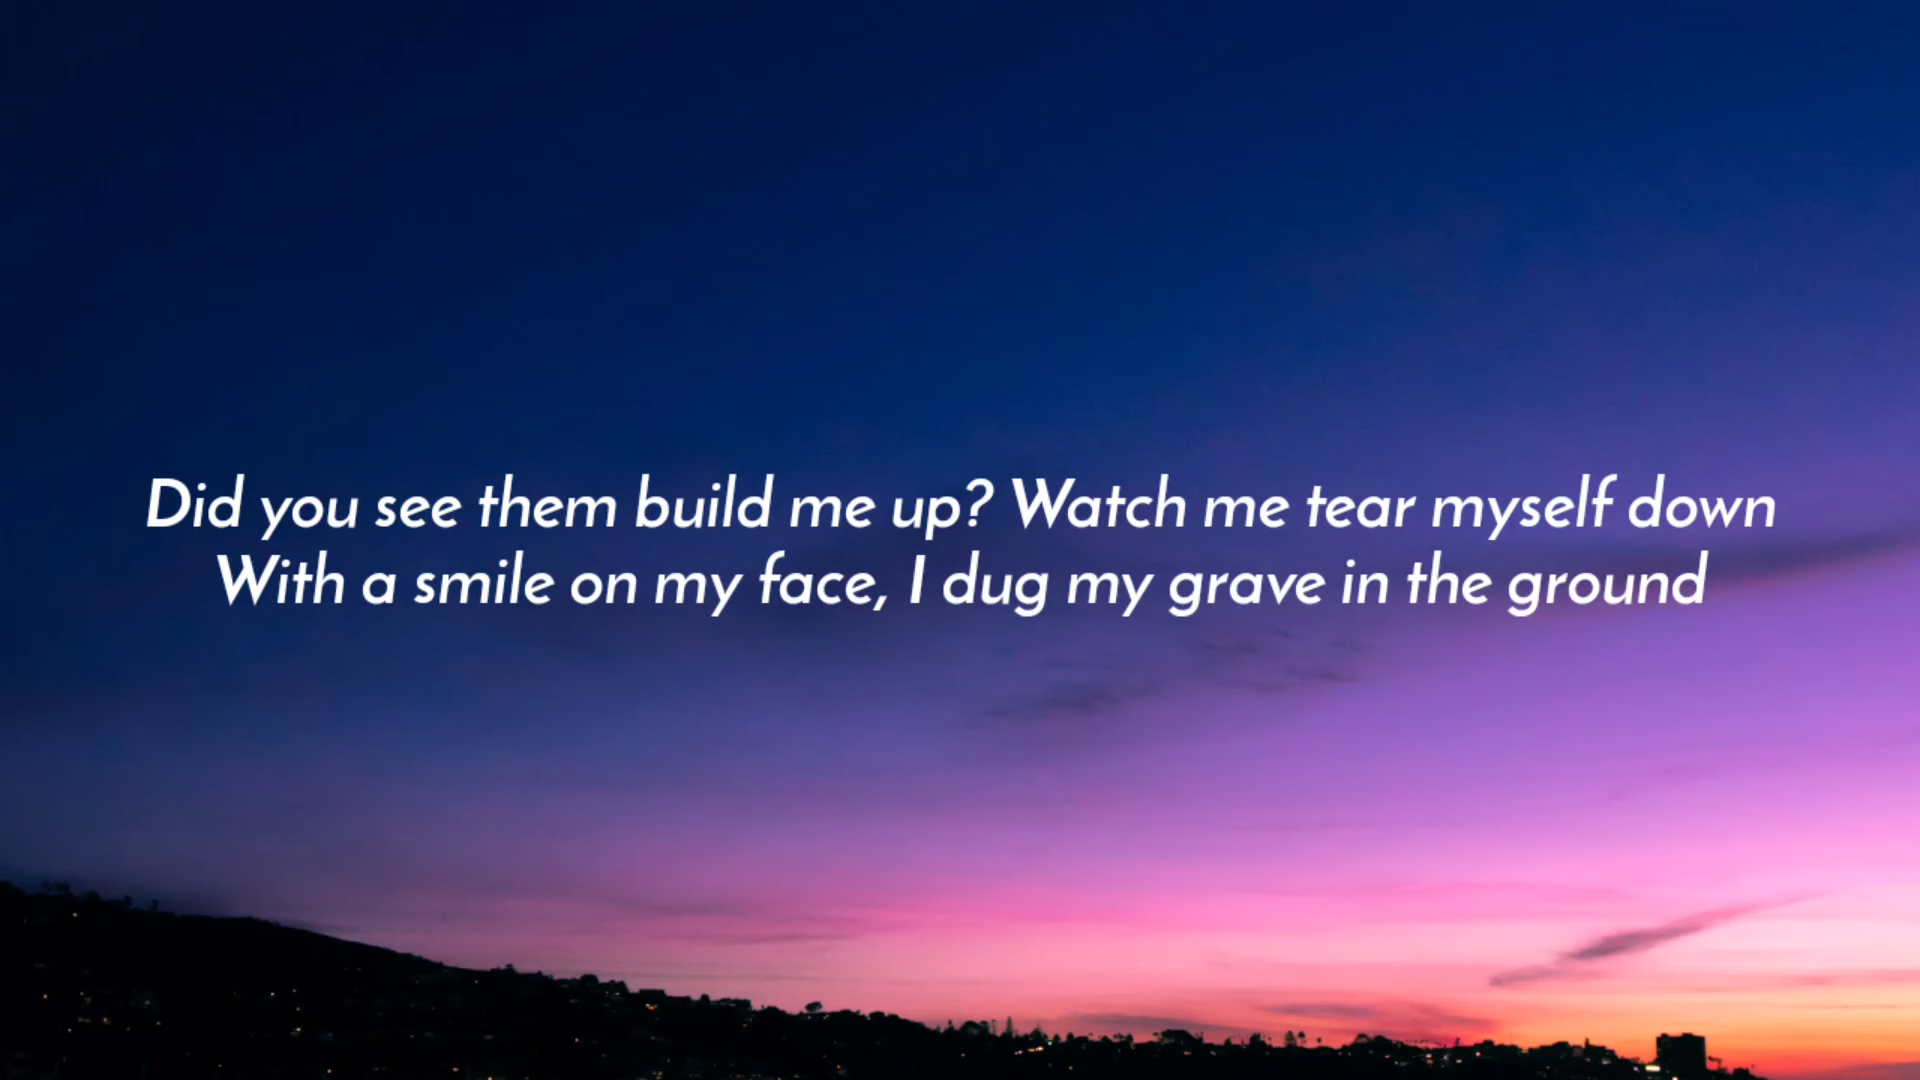 Did you see them build me up? Watch me tear myself down
With a smile on my face, I dug my grave in the ground